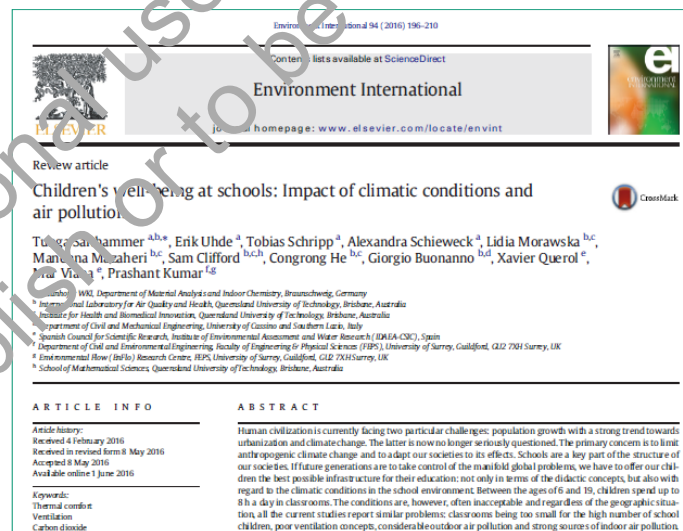 Environment International 94 (2016) 196–210
Contents lists available at ScienceDirect
Environment International
journal homepage: www.elsevier.com/locate/envint
ELSEVIER
environment
INTERNATIONAL
Review article
Children's well-being at schools: Impact of climatic conditions and
air pollution
CrossMark
Tunga Salthammer a,b,*, Erik Uhde a, Tobias Schripp a, Alexandra Schieweck a, Lidia Morawska b,c,
Mandana Mazaheri b,c, Sam Clifford b,c,h, Congrong He b,c, Giorgio Buonanno b,d, Xavier Querol e,
Mar Viana e, Prashant Kumar f,g
WKI, Department of Material Analysis and Indoor Chemistry, Braunschweig, Germany
b International Laboratory for Air Quality and Health, Queensland University of Technology, Brisbane, Australia
Institute for Health and Biomedical Innovation, Queensland University of Technology, Brisbane, Australia
Department of Civil and Mechanical Engineering, University of Cassino and Southern Lazio, Italy
e Spanish Council for Scientific Research, Institute of Environmental Assessment and Water Research (IDAEA-CSIC), Spain
f Department of Civil and Environmental Engineering, Faculty of Engineering & Physical Sciences (FEPS), University of Surrey, Guildford, GU2 7XH Surrey, UK
g Environmental Flow (EnFlo) Research Centre, FEPS, University of Surrey, Guildford, GU2 7XH Surrey, UK
h School of Mathematical Sciences, Queensland University of Technology, Brisbane, Australia
ARTICLE INFO
Article history:
Received 4 February 2016
Received in revised form 8 May 2016
Accepted 8 May 2016
Available online 1 June 2016
Keywords:
Thermal comfort
Ventilation
Carbon dioxide
ABSTRACT
Human civilization is currently facing two particular challenges: population growth with a strong trend towards
urbanization and climate change. The latter is now no longer seriously questioned. The primary concern is to limit
anthropogenic climate change and to adapt our societies to its effects. Schools are a key part of the structure of
our societies. If future generations are to take control of the manifold global problems, we have to offer our chil-
dren the best possible infrastructure for their education: not only in terms of the didactic concepts, but also with
regard to the climatic conditions in the school environment. Between the ages of 6 and 19, children spend up to
8 h a day in classrooms. The conditions are, however, often inacceptable and regardless of the geographic situa-
tion, all the current studies report similar problems: classrooms being too small for the high number of school
children, poor ventilation concepts, considerable outdoor air pollution and strong sources of indoor air pollution.